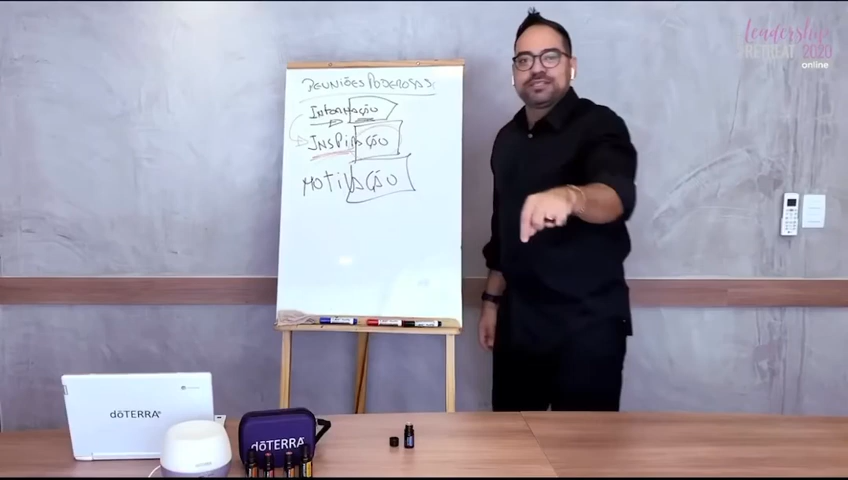 Leadership
RETREAT 2020
online
REUNIÕES PODEROSAS
INFORMAÇÃO
INSPIRAÇÃO
MOTIVAÇÃO
dōTERRA
dōTERRA